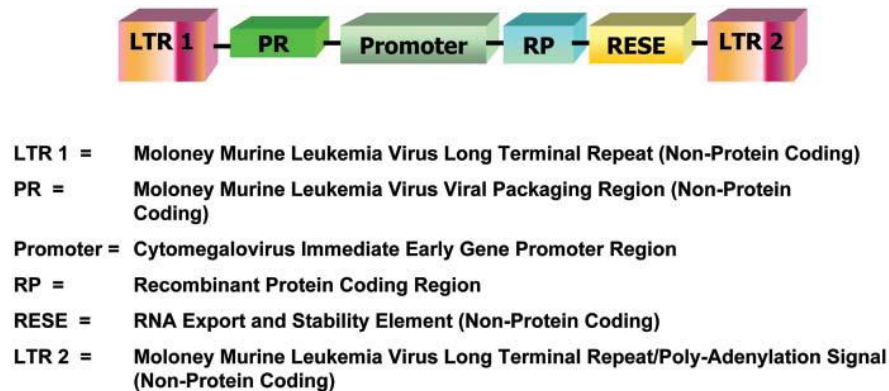 LTR 1 PR Promoter RP RESE LTR 2
LTR 1 = Moloney Murine Leukemia Virus Long Terminal Repeat (Non-Protein Coding)
PR = Moloney Murine Leukemia Virus Viral Packaging Region (Non-Protein
Coding)
Promoter = Cytomegalovirus Immediate Early Gene Promoter Region
RP = Recombinant Protein Coding Region
RESE = RNA Export and Stability Element (Non-Protein Coding)
LTR 2 = Moloney Murine Leukemia Virus Long Terminal Repeat/Poly-Adenylation Signal
(Non-Protein Coding)